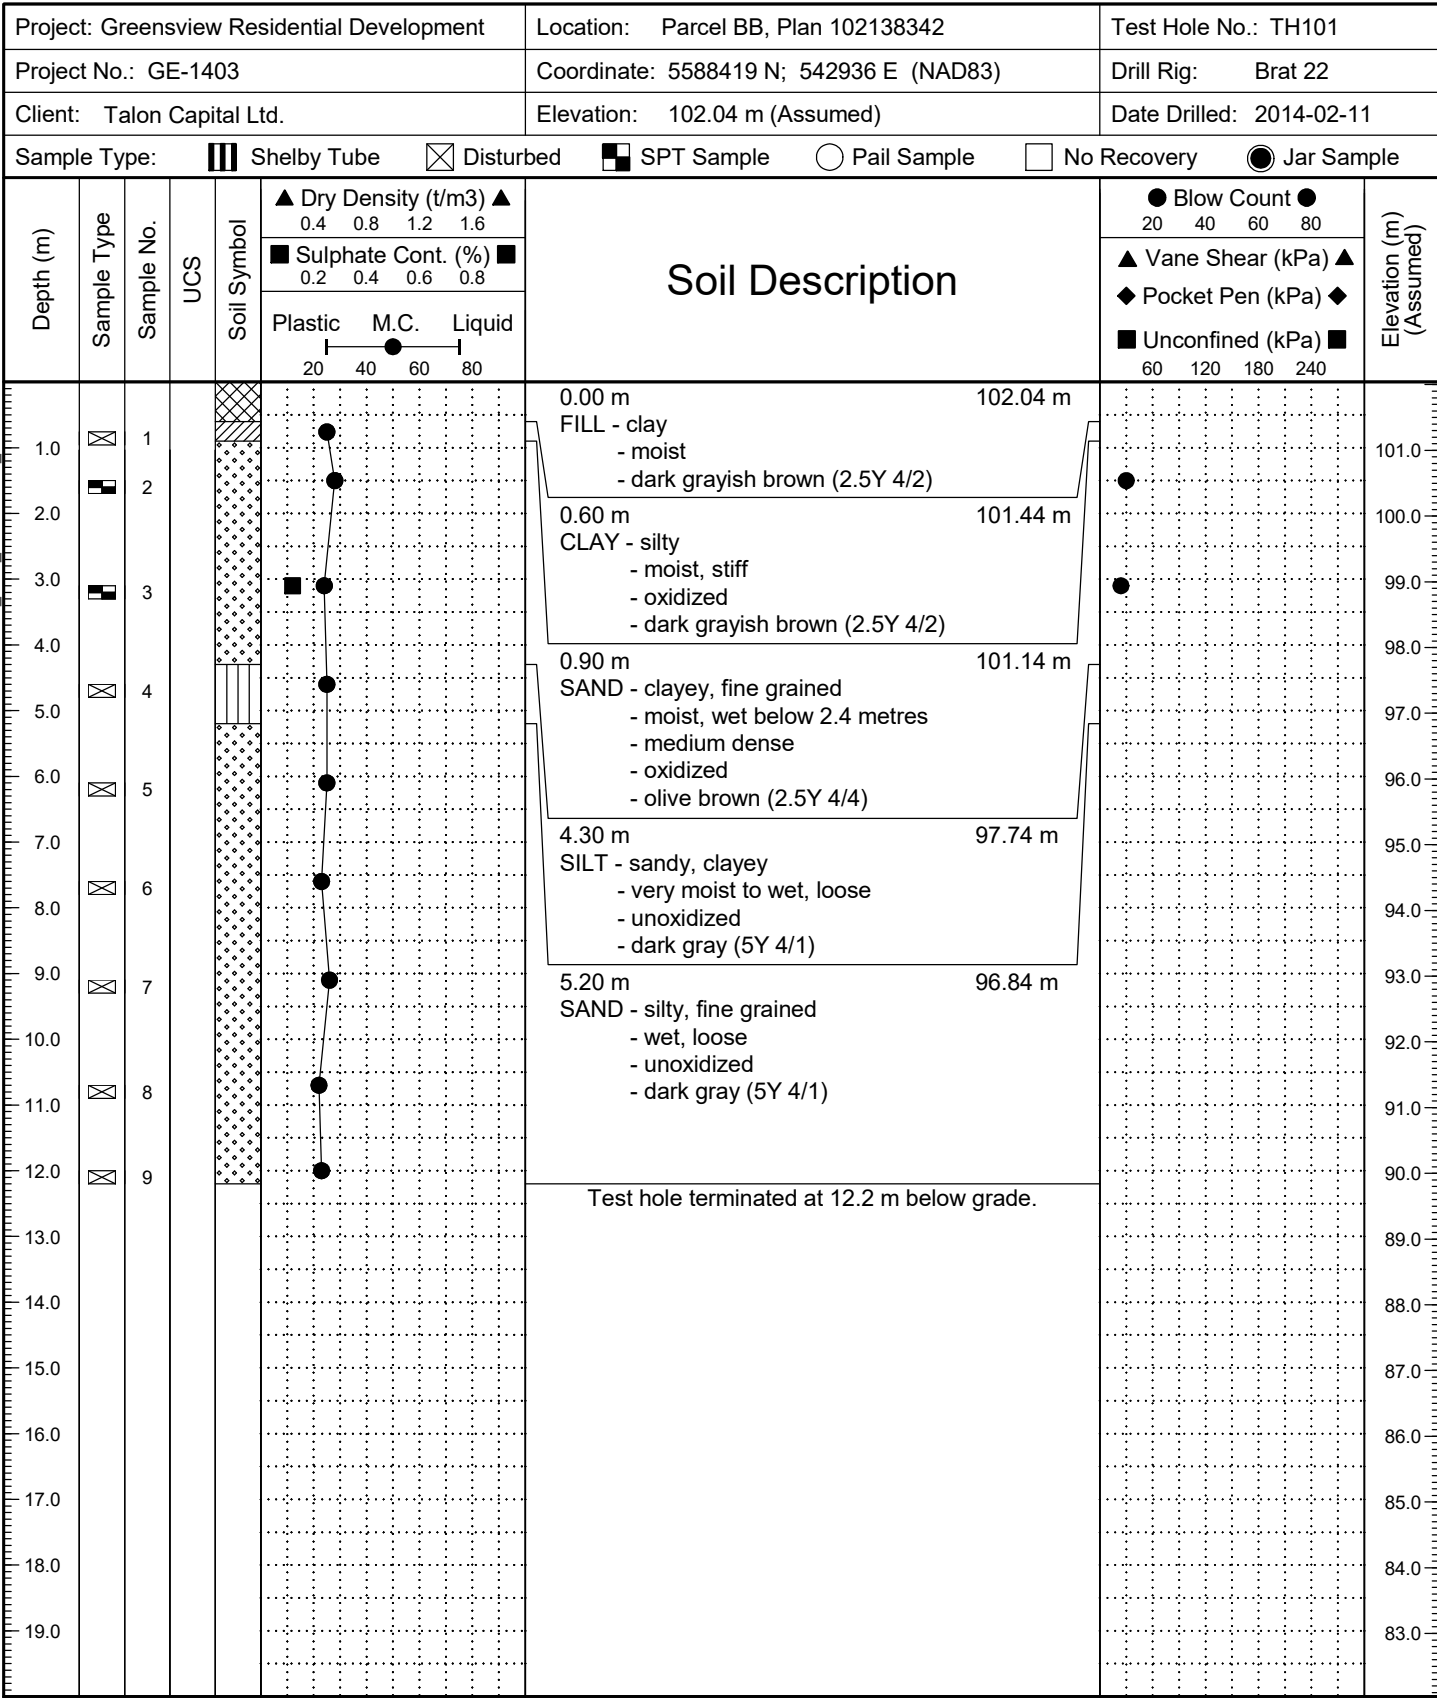 Project: Greensview Residential Development
Location: Parcel BB, Plan 102138342
Test Hole No.: TH101
Project No.: GE-1403
Coordinate: 5588419 N; 542936 E (NAD83)
Drill Rig: Brat 22
Client: Talon Capital Ltd.
Elevation: 102.04 m (Assumed)
Date Drilled: 2014-02-11
Sample Type: Shelby Tube Disturbed SPT Sample Pail Sample No Recovery Jar Sample
Depth (m)
Sample Type
Sample No.
UCS
Soil Symbol
Dry Density (t/m3)
0.4 0.8 1.2 1.6
Sulphate Cont. (%)
0.2 0.4 0.6 0.8
Plastic M.C. Liquid
20 40 60 80
Soil Description
Blow Count
20 40 60 80
Vane Shear (kPa)
Pocket Pen (kPa)
Unconfined (kPa)
60 120 180 240
Elevation (m)
(Assumed)
1.0
2.0
3.0
4.0
5.0
6.0
7.0
8.0
9.0
10.0
11.0
12.0
13.0
14.0
15.0
16.0
17.0
18.0
19.0
1
2
3
4
5
6
7
8
9
0.00 m 102.04 m
FILL - clay
- moist
- dark grayish brown (2.5Y 4/2)
0.60 m 101.44 m
CLAY - silty
- moist, stiff
- oxidized
- dark grayish brown (2.5Y 4/2)
0.90 m 101.14 m
SAND - clayey, fine grained
- moist, wet below 2.4 metres
- medium dense
- oxidized
- olive brown (2.5Y 4/4)
4.30 m 97.74 m
SILT - sandy, clayey
- very moist to wet, loose
- unoxidized
- dark gray (5Y 4/1)
5.20 m 96.84 m
SAND - silty, fine grained
- wet, loose
- unoxidized
- dark gray (5Y 4/1)
Test hole terminated at 12.2 m below grade.
101.0
100.0
99.0
98.0
97.0
96.0
95.0
94.0
93.0
92.0
91.0
90.0
89.0
88.0
87.0
86.0
85.0
84.0
83.0